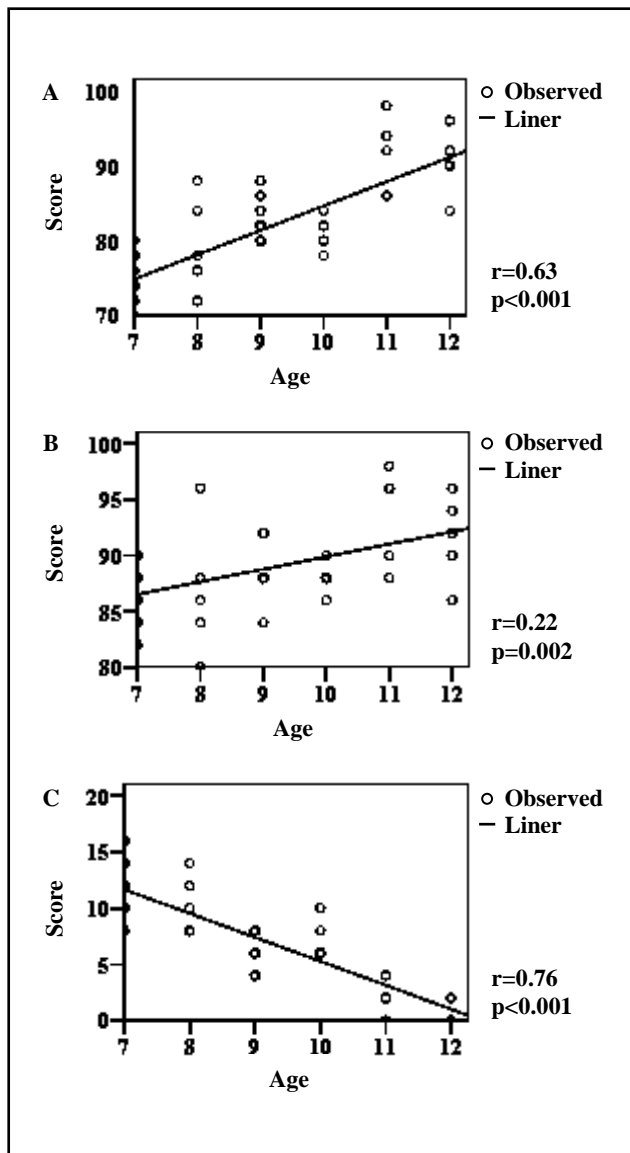 A
100
90
80
70
Score
7 8 9 10 11 12
Age
Observed
Liner
r=0.63
p<0.001
B
100
95
90
85
80
Score
7 8 9 10 11 12
Age
Observed
Liner
r=0.22
p=0.002
C
20
15
10
5
0
Score
7 8 9 10 11 12
Age
Observed
Liner
r=0.76
p<0.001